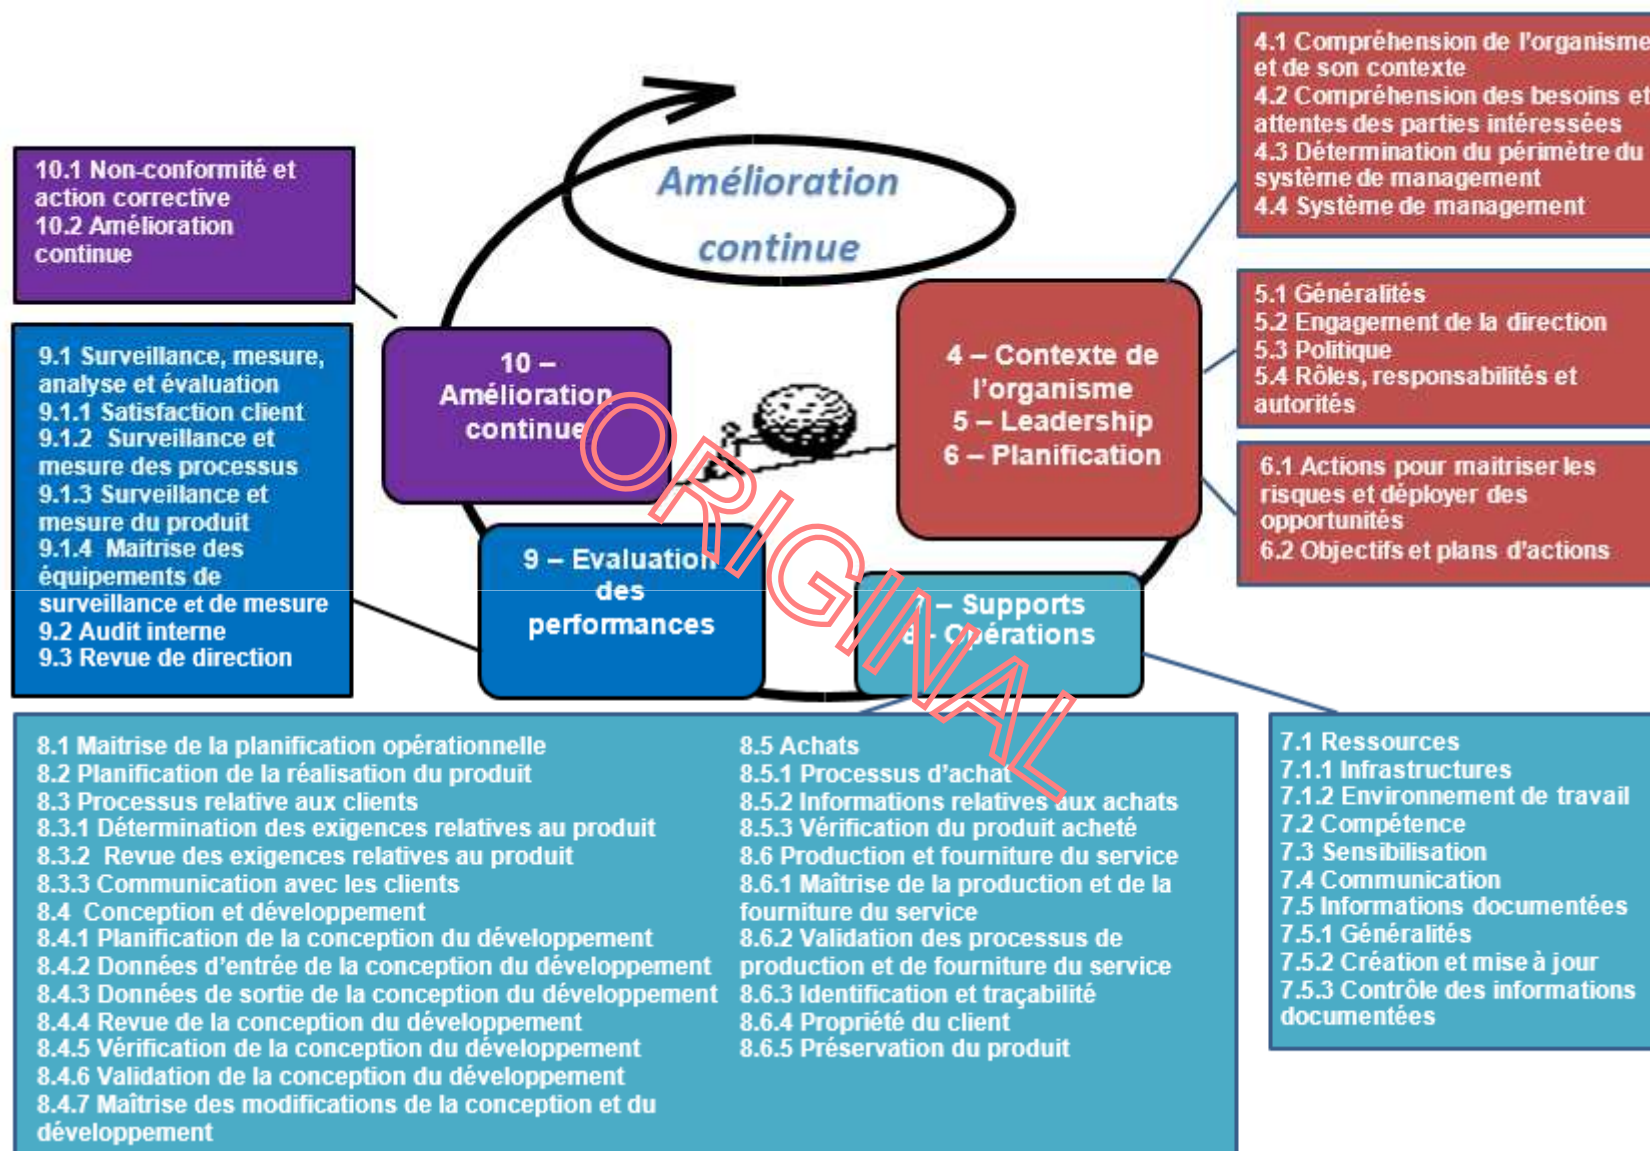 4.1 Compréhension de l'organisme
et de son contexte
4.2 Compréhension des besoins et
attentes des parties intéressées
4.3 Détermination du périmètre du
système de management
4.4 Système de management
Amélioration
continue
10.1 Non-conformité et
action corrective
10.2 Amélioration
continue
5.1 Généralités
5.2 Engagement de la direction
5.3 Politique
5.4 Rôles, responsabilités et
autorités
10 –
Amélioration
continue
4 – Contexte de
l'organisme
5 – Leadership
6 – Planification
9.1 Surveillance, mesure,
analyse et évaluation
9.1.1 Satisfaction client
9.1.2 Surveillance et
mesure des processus
9.1.3 Surveillance et
mesure du produit
9.1.4 Maitrise des
équipements de
surveillance et de mesure
9.2 Audit interne
9.3 Revue de direction
6.1 Actions pour maitriser les
risques et déployer des
opportunités
6.2 Objectifs et plans d'actions
9 – Evaluation
des
performances
7 – Supports
8 - Opérations
ORIGINAL
8.1 Maitrise de la planification opérationnelle
8.2 Planification de la réalisation du produit
8.3 Processus relative aux clients
8.3.1 Détermination des exigences relatives au produit
8.3.2 Revue des exigences relatives au produit
8.3.3 Communication avec les clients
8.4 Conception et développement
8.4.1 Planification de la conception du développement
8.4.2 Données d'entrée de la conception du développement
8.4.3 Données de sortie de la conception du développement
8.4.4 Revue de la conception du développement
8.4.5 Vérification de la conception du développement
8.4.6 Validation de la conception du développement
8.4.7 Maîtrise des modifications de la conception et du
développement
8.5 Achats
8.5.1 Processus d'achat
8.5.2 Informations relatives aux achats
8.5.3 Vérification du produit acheté
8.6 Production et fourniture du service
8.6.1 Maîtrise de la production et de la
fourniture du service
8.6.2 Validation des processus de
production et de fourniture du service
8.6.3 Identification et traçabilité
8.6.4 Propriété du client
8.6.5 Préservation du produit
7.1 Ressources
7.1.1 Infrastructures
7.1.2 Environnement de travail
7.2 Compétence
7.3 Sensibilisation
7.4 Communication
7.5 Informations documentées
7.5.1 Généralités
7.5.2 Création et mise à jour
7.5.3 Contrôle des informations
documentées